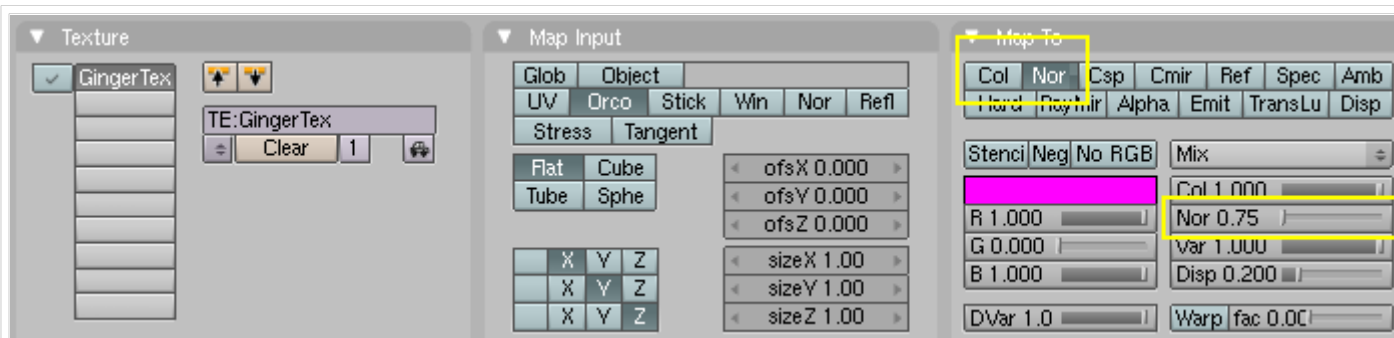 Texture
GingerTex
TE:GingerTex
Clear 1
Map Input
Glob Object
UV Orco Stick Win Nor Refl
Stress Tangent
Flat Cube
Tube Sphe
ofsX 0.000
ofsY 0.000
ofsZ 0.000
X Y Z
X Y Z
X Y Z
sizeX 1.00
sizeY 1.00
sizeZ 1.00
Map To
Col Nor Csp Cmir Ref Spec Amb
Hard RayMir Alpha Emit TransLu Disp
Stenci Neg No RGB
R 1.000
G 0.000
B 1.000
DVar 1.0
Mix
Col 1.000
Nor 0.75
Var 1.000
Disp 0.200
Warp fac 0.0